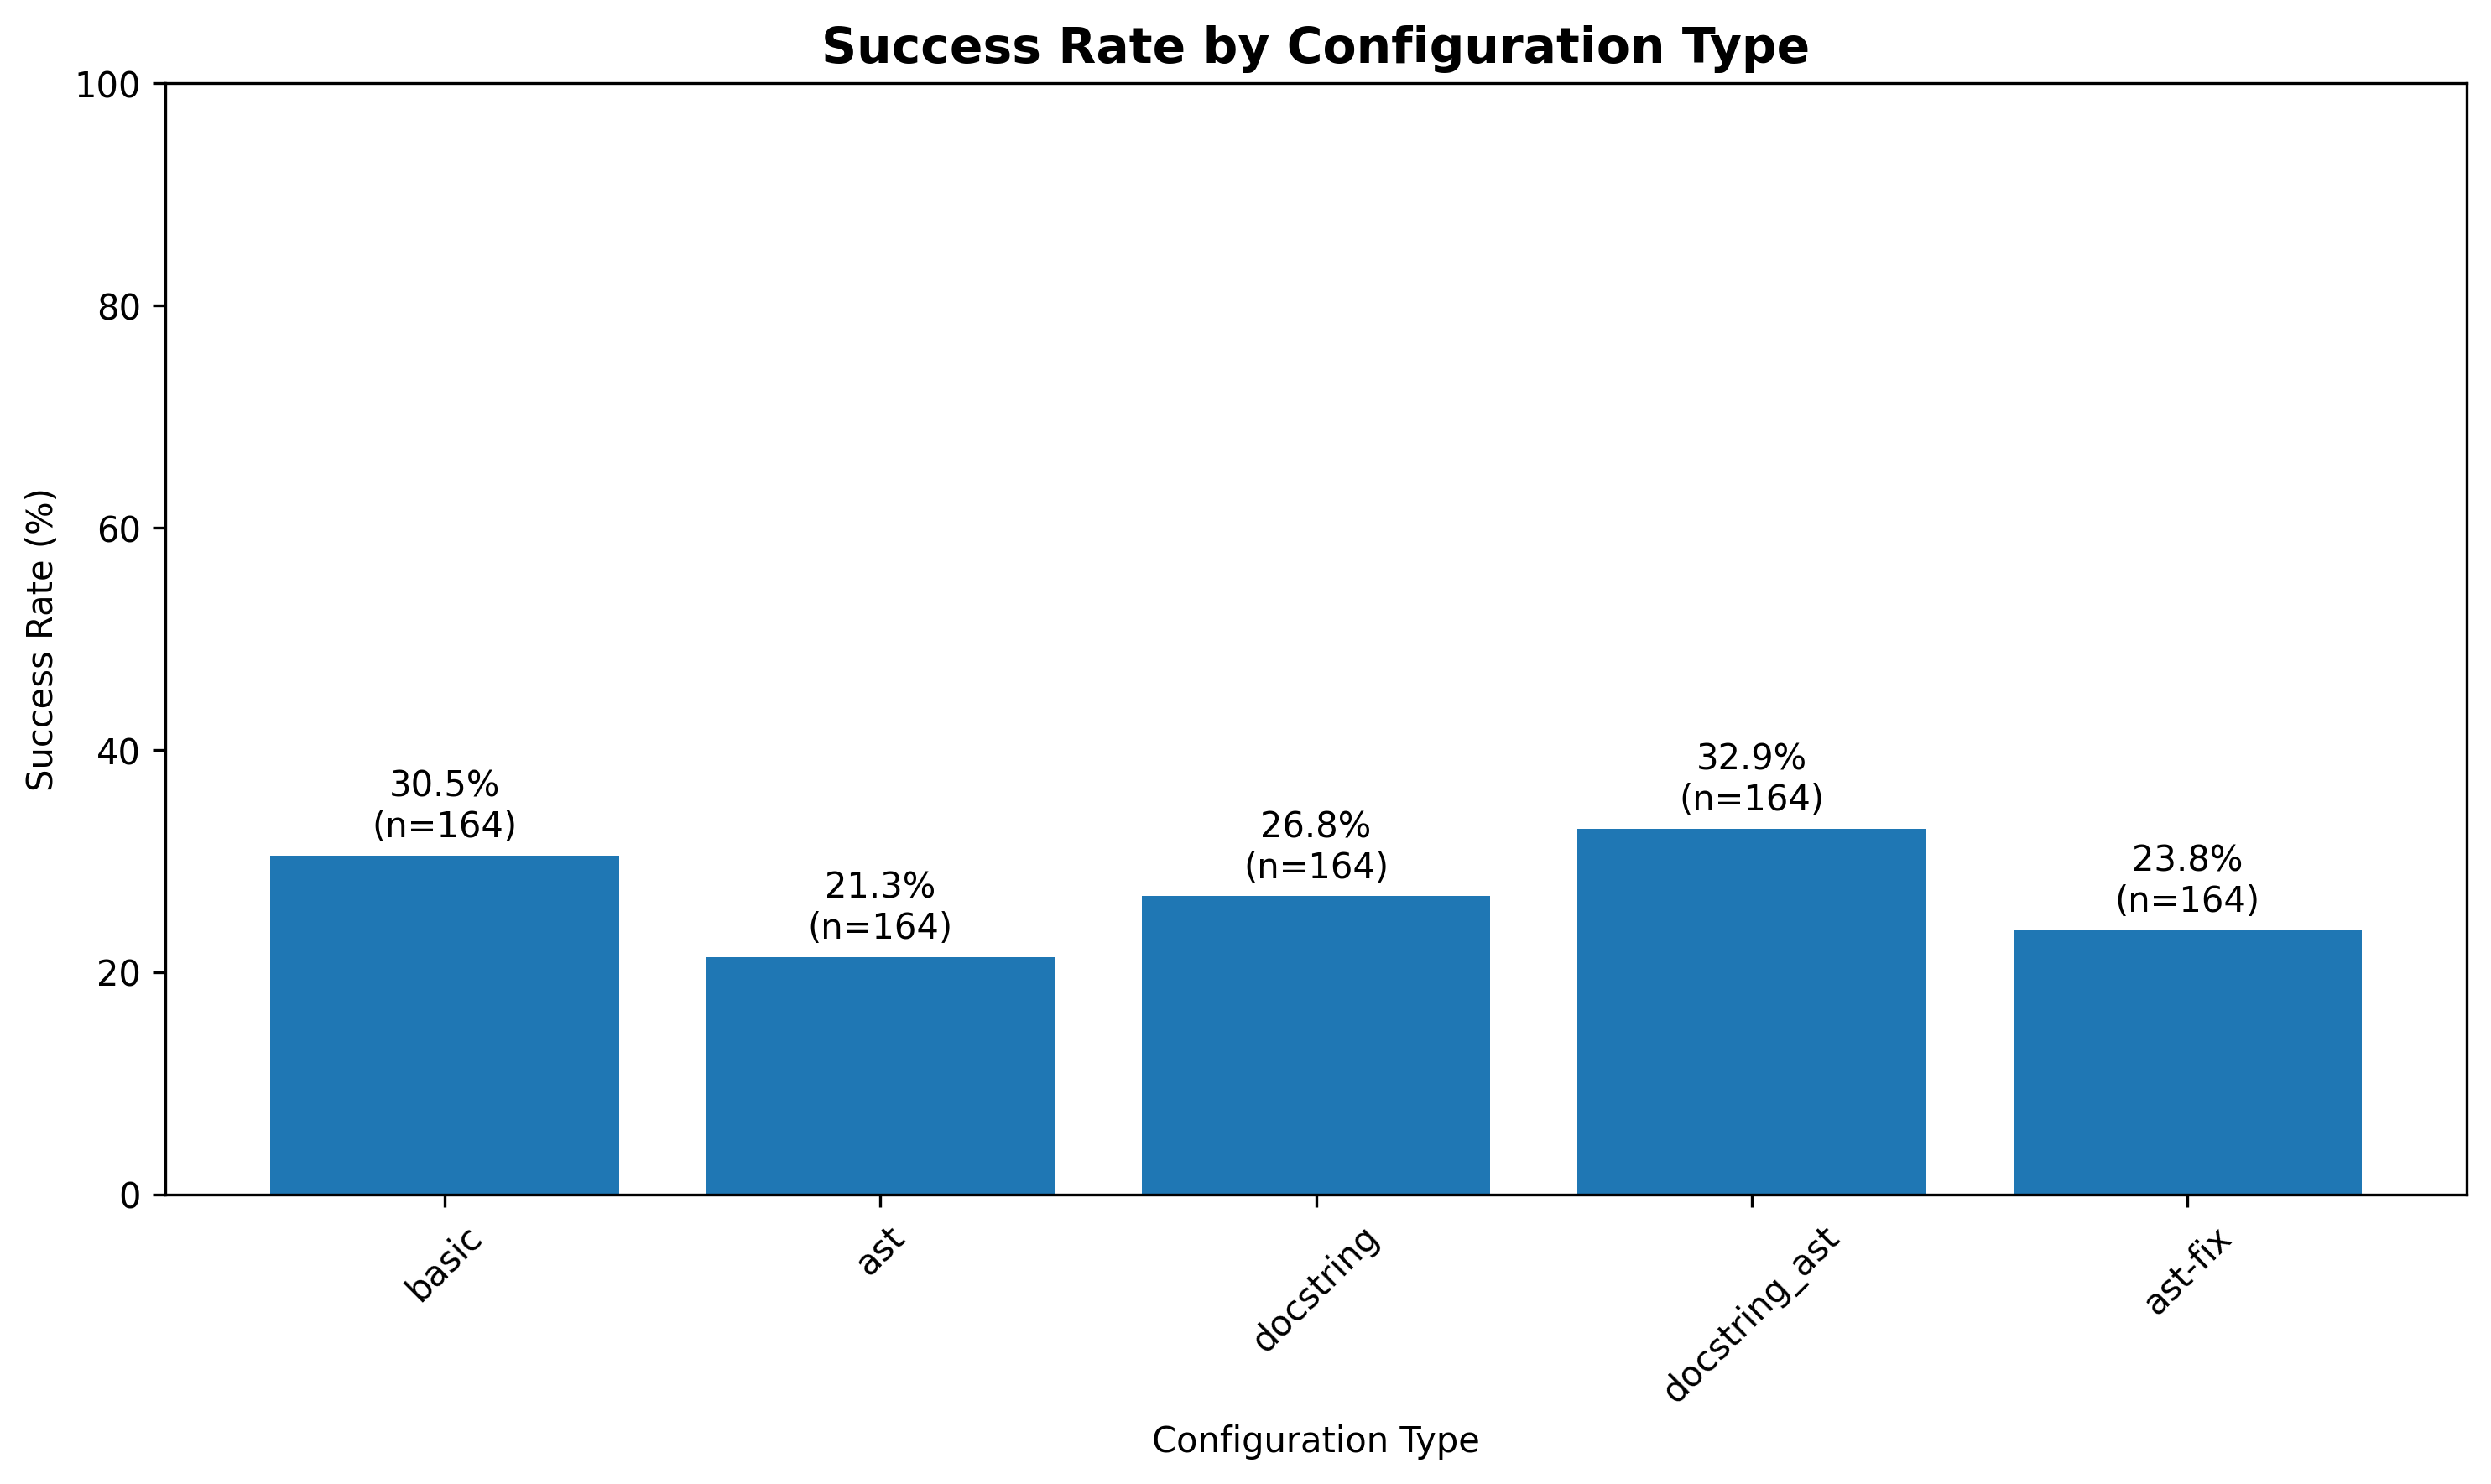 Success Rate by Configuration Type
Success Rate (%)
100
80
60
40
20
0
30.5%
(n=164)
21.3%
(n=164)
26.8%
(n=164)
32.9%
(n=164)
23.8%
(n=164)
basic
ast
docstring
docstring_ast
ast-fix
Configuration Type